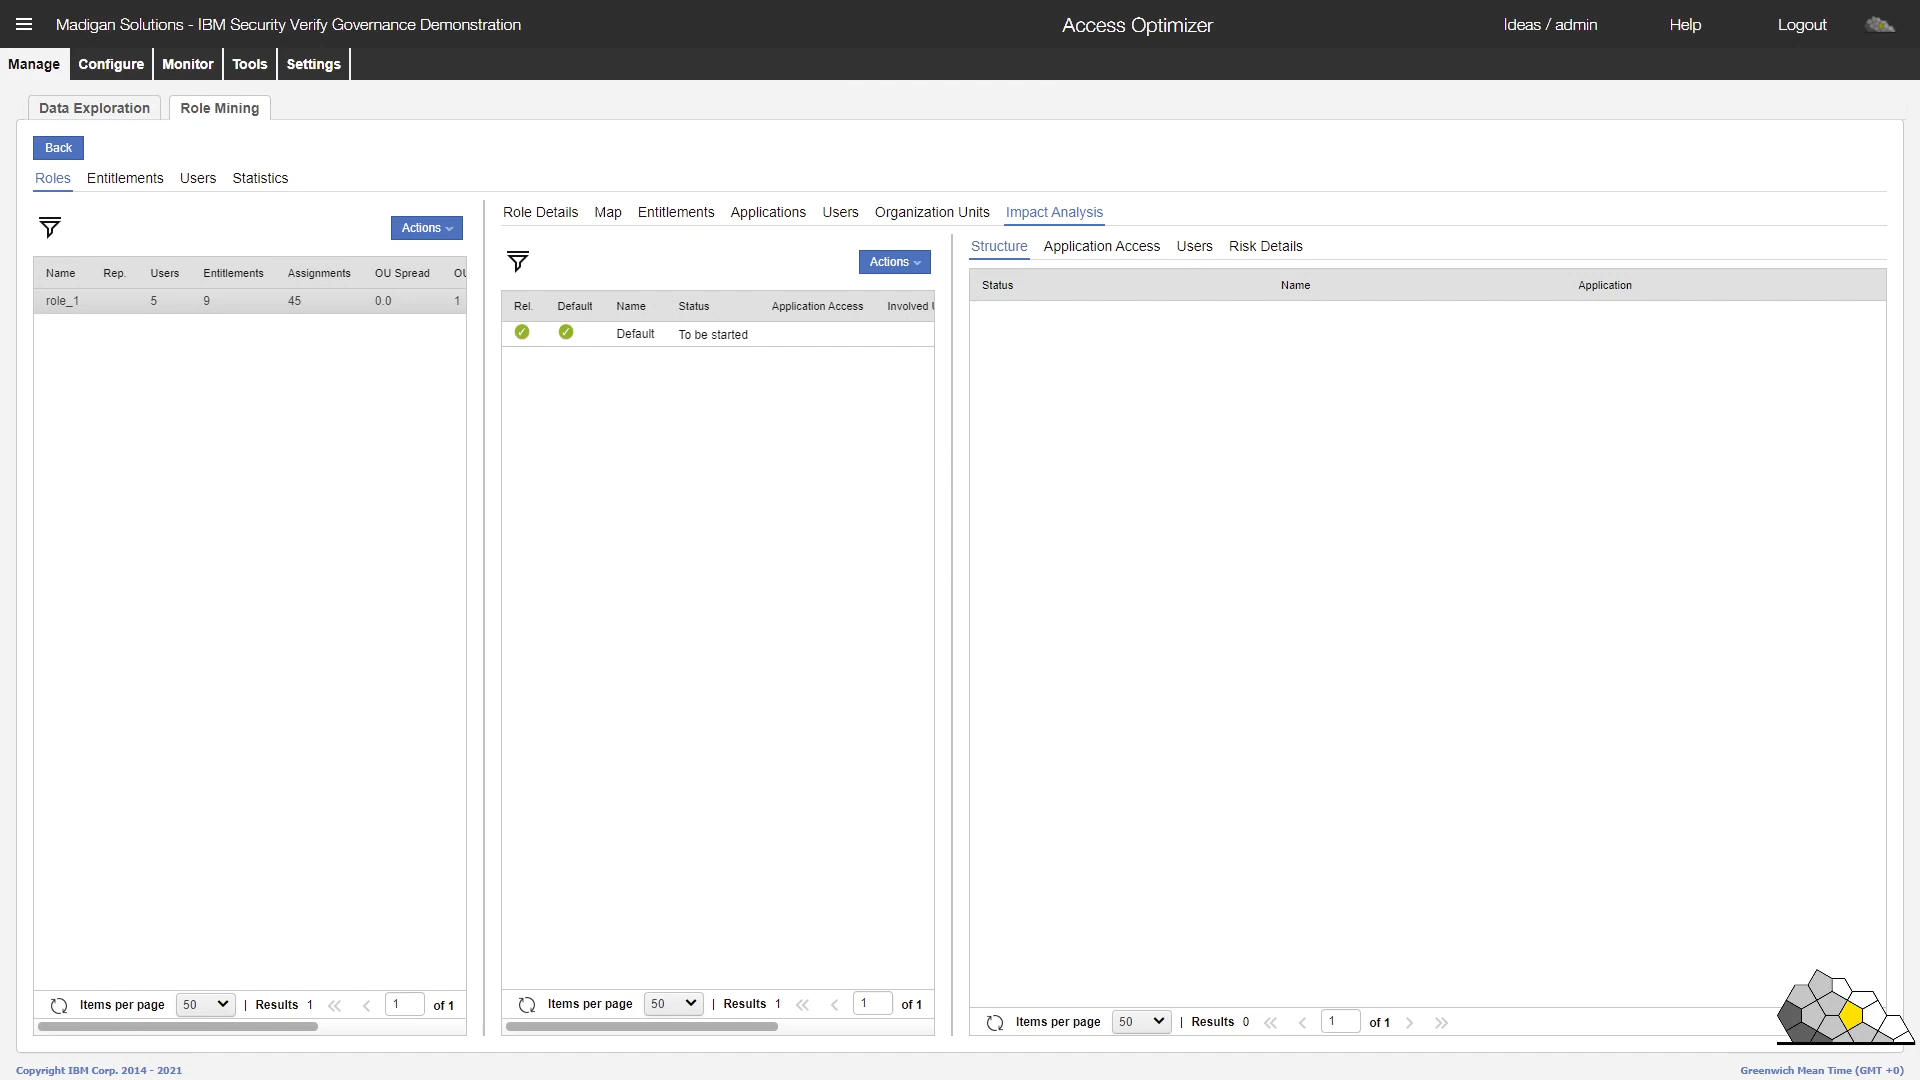 Madigan Solutions - IBM Security Verify Governance Demonstration
Access Optimizer
Ideas / admin
Help
Logout
Manage
Configure
Monitor
Tools
Settings
Data Exploration
Role Mining
Back
Roles
Entitlements
Users
Statistics
Actions
Name Rep. Users Entitlements Assignments OU Spread OU
role_1 5 9 45 0.0 1
Items per page 50 | Results 1 1 of 1
Role Details
Map
Entitlements
Applications
Users
Organization Units
Impact Analysis
Actions
Rel. Default Name Status Application Access Involved
Default To be started
Items per page 50 | Results 1 1 of 1
Structure
Application Access
Users
Risk Details
Status Name Application
Items per page 50 | Results 0 1 of 1
Copyright IBM Corp. 2014 - 2021
Greenwich Mean Time (GMT +0)